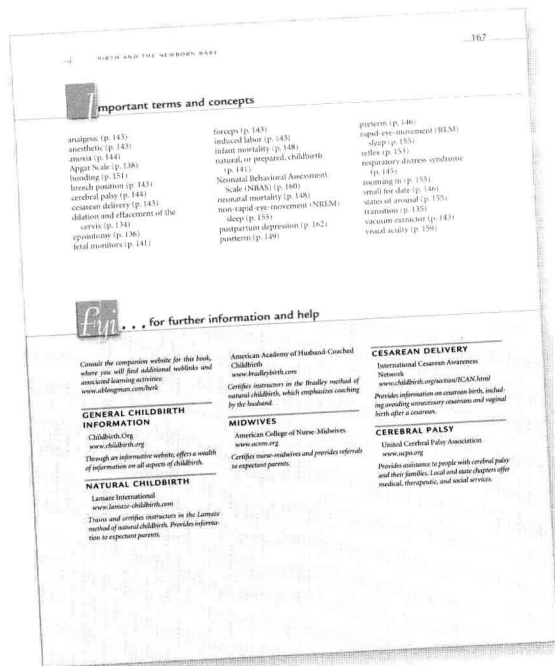 BIRTH AND THE NEWBORN BABY
167
Important terms and concepts
analgesic (p. 143)
anesthetic (p. 143)
anoxia (p. 144)
Apgar Scale (p. 138)
bonding (p. 151)
breech position (p. 143)
cerebral palsy (p. 144)
cesarean delivery (p. 143)
dilation and effacement of the
cervix (p. 134)
episiotomy (p. 136)
fetal monitors (p. 141)
forceps (p. 143)
induced labor (p. 143)
infant mortality (p. 148)
natural, or prepared, childbirth
(p. 141)
Neonatal Behavioral Assessment
Scale (NBAS) (p. 160)
neonatal mortality (p. 148)
non-rapid-eye-movement (NREM)
sleep (p. 155)
postpartum depression (p. 162)
postterm (p. 149)
preterm (p. 146)
rapid-eye-movement (REM)
sleep (p. 155)
reflex (p. 153)
respiratory distress syndrome
(p. 145)
rooming in (p. 153)
small for date (p. 146)
states of arousal (p. 155)
transition (p. 135)
vacuum extractor (p. 143)
visual acuity (p. 159)
fyi . . . for further information and help
Consult the companion website for this book,
where you will find additional weblinks and
associated learning activities:
www.ablongman.com/berk
GENERAL CHILDBIRTH
INFORMATION
Childbirth.Org
www.childbirth.org
Through an informative website, offers a wealth
of information on all aspects of childbirth.
NATURAL CHILDBIRTH
Lamaze International
www.lamaze-childbirth.com
Trains and certifies instructors in the Lamaze
method of natural childbirth. Provides informa-
tion to expectant parents.
American Academy of Husband-Coached
Childbirth
www.bradleybirth.com
Certifies instructors in the Bradley method of
natural childbirth, which emphasizes coaching
by the husband.
MIDWIVES
American College of Nurse-Midwives
www.acnm.org
Certifies nurse-midwives and provides referrals
to expectant parents.
CESAREAN DELIVERY
International Cesarean Awareness
Network
www.childbirth.org/section/ICAN.html
Provides information on cesarean birth, includ-
ing avoiding unnecessary cesareans and vaginal
birth after a cesarean.
CEREBRAL PALSY
United Cerebral Palsy Association
www.ucpa.org
Provides assistance to people with cerebral palsy
and their families. Local and state chapters offer
medical, therapeutic, and social services.